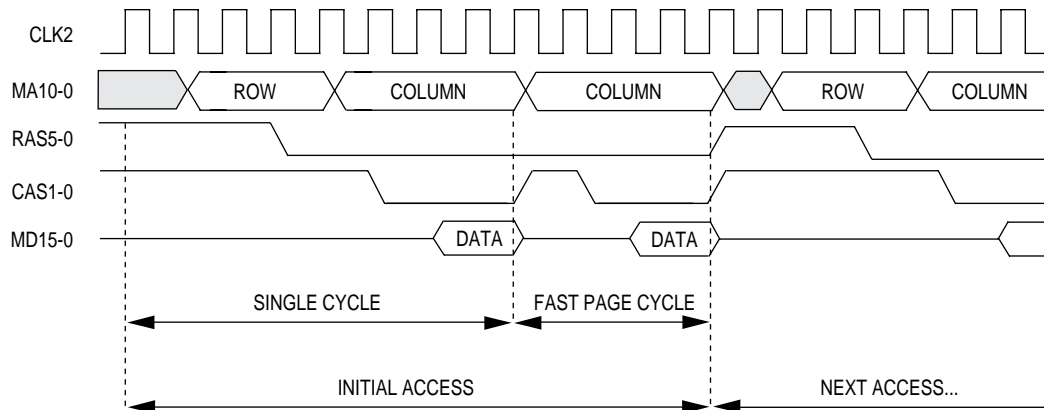 CLK2
MA10-0 ROW COLUMN COLUMN ROW COLUMN
RAS5-0
CAS1-0
MD15-0 DATA DATA
SINGLE CYCLE FAST PAGE CYCLE
INITIAL ACCESS NEXT ACCESS...